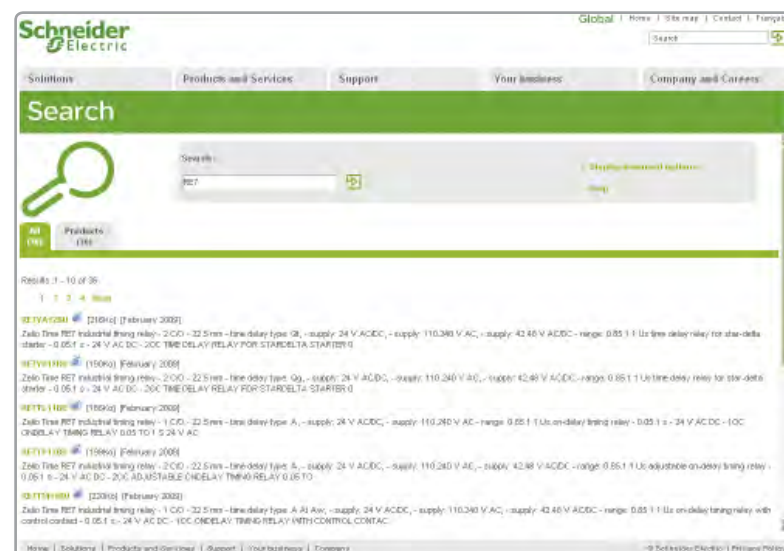 Global | Home | Site map | Contact | Français
Schneider Electric
Search
Solutions
Products and Services
Support
Your business
Company and Careers
Search
Search :
RE7
Display advanced options
Help
All
Products
Results :1 - 10 of 36
1 2 3 4 Next
[February 2009]
Zelio Time RE7 industrial timing relay - 2 C/O - 22.5 mm - time delay type: - supply: 24 V AC/DC, - supply: 110.240 V AC, - supply: 42.48 V AC/DC - range: 0.05.1 1 Us time delay relay for star-delta
starter - 0.05.1 s - 24 V AC DC - 2OC TIME DELAY RELAY FOR STARDELTA STARTER 0
[February 2009]
Zelio Time RE7 industrial timing relay - 2 C/O - 22.5 mm - time delay type: - supply: 24 V AC/DC, - supply: 110.240 V AC, - supply: 42.48 V AC/DC - range: 0.05.1 1 Us time delay relay for star-delta
starter - 0.05.1 s - 24 V AC DC - 2OC TIME DELAY RELAY FOR STARDELTA STARTER 0
[February 2009]
Zelio Time RE7 industrial timing relay - 1 C/O - 22.5 mm - time delay type: A, - supply: 24 V AC/DC, - supply: 110.240 V AC - range: 0.05.1 1 Us on-delay timing relay - 0.05.1 s - 24 V AC DC - 1OC
ONDELAY TIMING RELAY 0.05 TO 1 S 24 V AC
[February 2009]
Zelio Time RE7 industrial timing relay - 2 C/O - 22.5 mm - time delay type: A, - supply: 24 V AC/DC, - supply: 110.240 V AC, - supply: 42.48 V AC/DC - range: 0.05.1 1 Us adjustable on-delay timing relay -
0.05.1 s - 24 V AC DC - 2OC ADJUSTABLE ONDELAY TIMING RELAY 0.05 TO
[February 2009]
Zelio Time RE7 industrial timing relay - 1 C/O - 22.5 mm - time delay type: A At Aw, - supply: 24 V AC/DC, - supply: 110.240 V AC, - supply: 42.48 V AC/DC - range: 0.05.1 1 Us on-delay timing relay with
control contact - 0.05.1 s - 24 V AC DC - 1OC ONDELAY TIMING RELAY WITH CONTROL CONTAC
Home | Solutions | Products and Services | Support | Your business | Company
Schneider Electric | Privacy